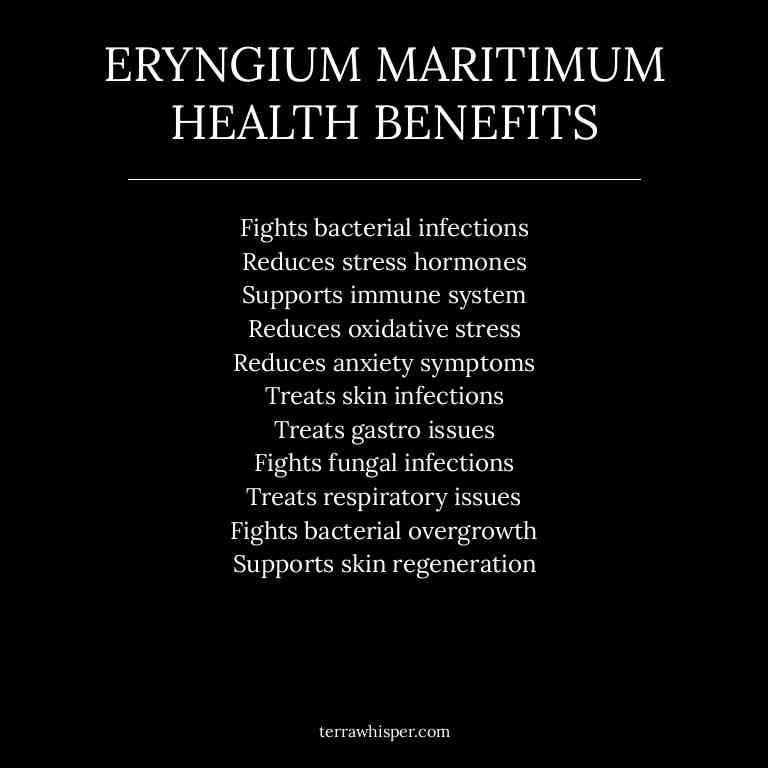 ERYNGIUM MARITIMUM
HEALTH BENEFITS
Fights bacterial infections
Reduces stress hormones
Supports immune system
Reduces oxidative stress
Reduces anxiety symptoms
Treats skin infections
Treats gastro issues
Fights fungal infections
Treats respiratory issues
Fights bacterial overgrowth
Supports skin regeneration
terrawhisper.com